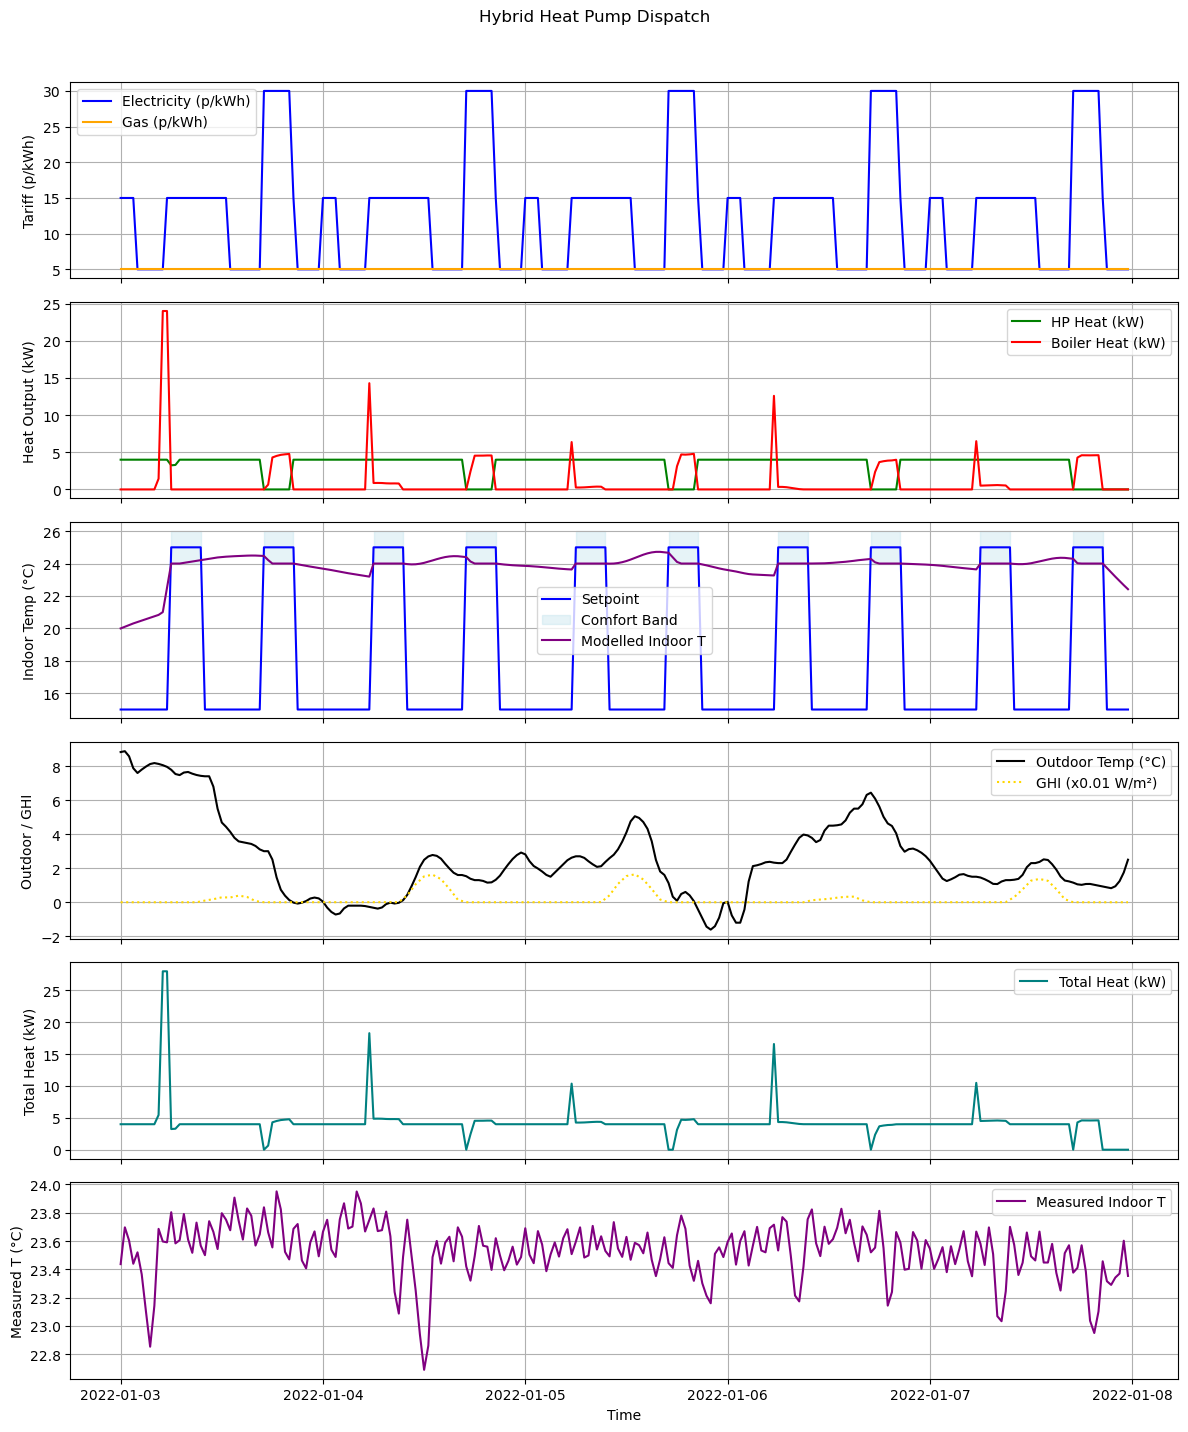 Hybrid Heat Pump Dispatch
Tariff (p/kWh)
30
25
20
15
10
5
Electricity (p/kWh)
Gas (p/kWh)
Heat Output (kW)
25
20
15
10
5
0
HP Heat (kW)
Boiler Heat (kW)
Indoor Temp (°C)
26
24
22
20
18
16
Setpoint
Comfort Band
Modelled Indoor T
Outdoor / GHI
8
6
4
2
0
−2
Outdoor Temp (°C)
GHI (x0.01 W/m²)
Total Heat (kW)
25
20
15
10
5
0
Total Heat (kW)
Measured T (°C)
24.0
23.8
23.6
23.4
23.2
23.0
22.8
Measured Indoor T
2022-01-03
2022-01-04
2022-01-05
2022-01-06
2022-01-07
2022-01-08
Time